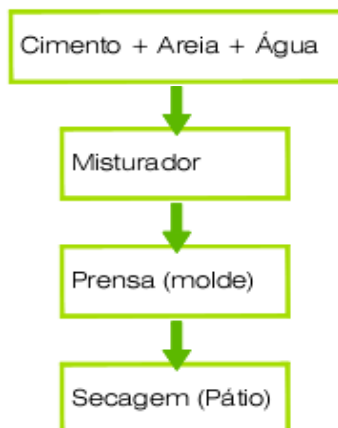 Cimento + Areia + Água
Misturador
Prensa (molde)
Secagem (Pátio)